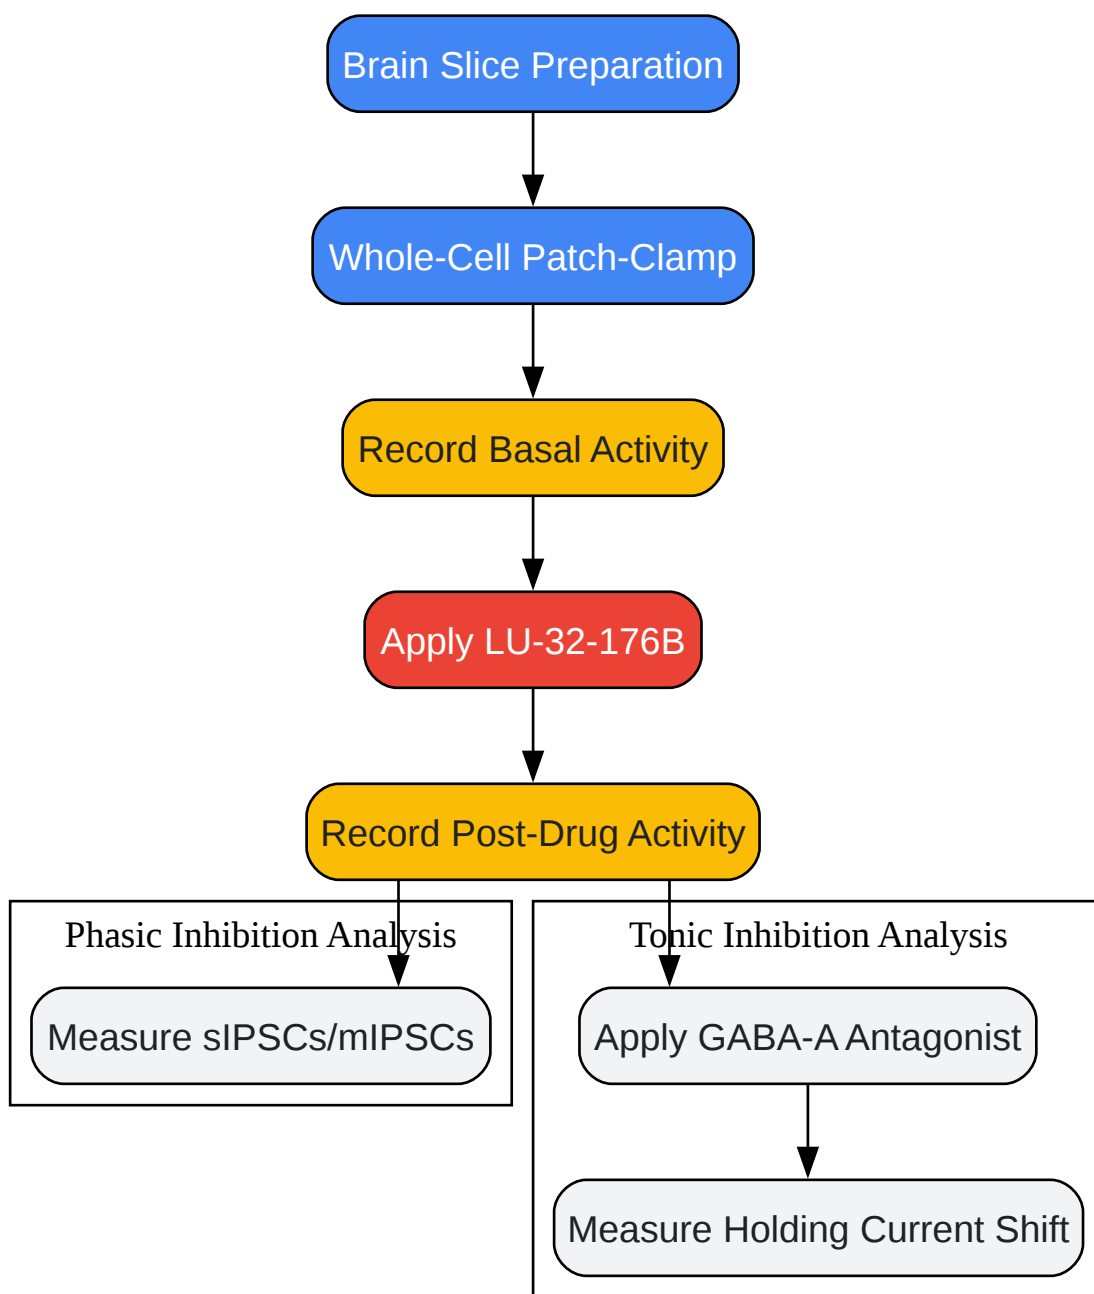 Brain Slice Preparation
Whole-Cell Patch-Clamp
Record Basal Activity
Apply LU-32-176B
Record Post-Drug Activity
Phasic Inhibition Analysis
Measure sIPSCs/mIPSCs
Tonic Inhibition Analysis
Apply GABA-A Antagonist
Measure Holding Current Shift